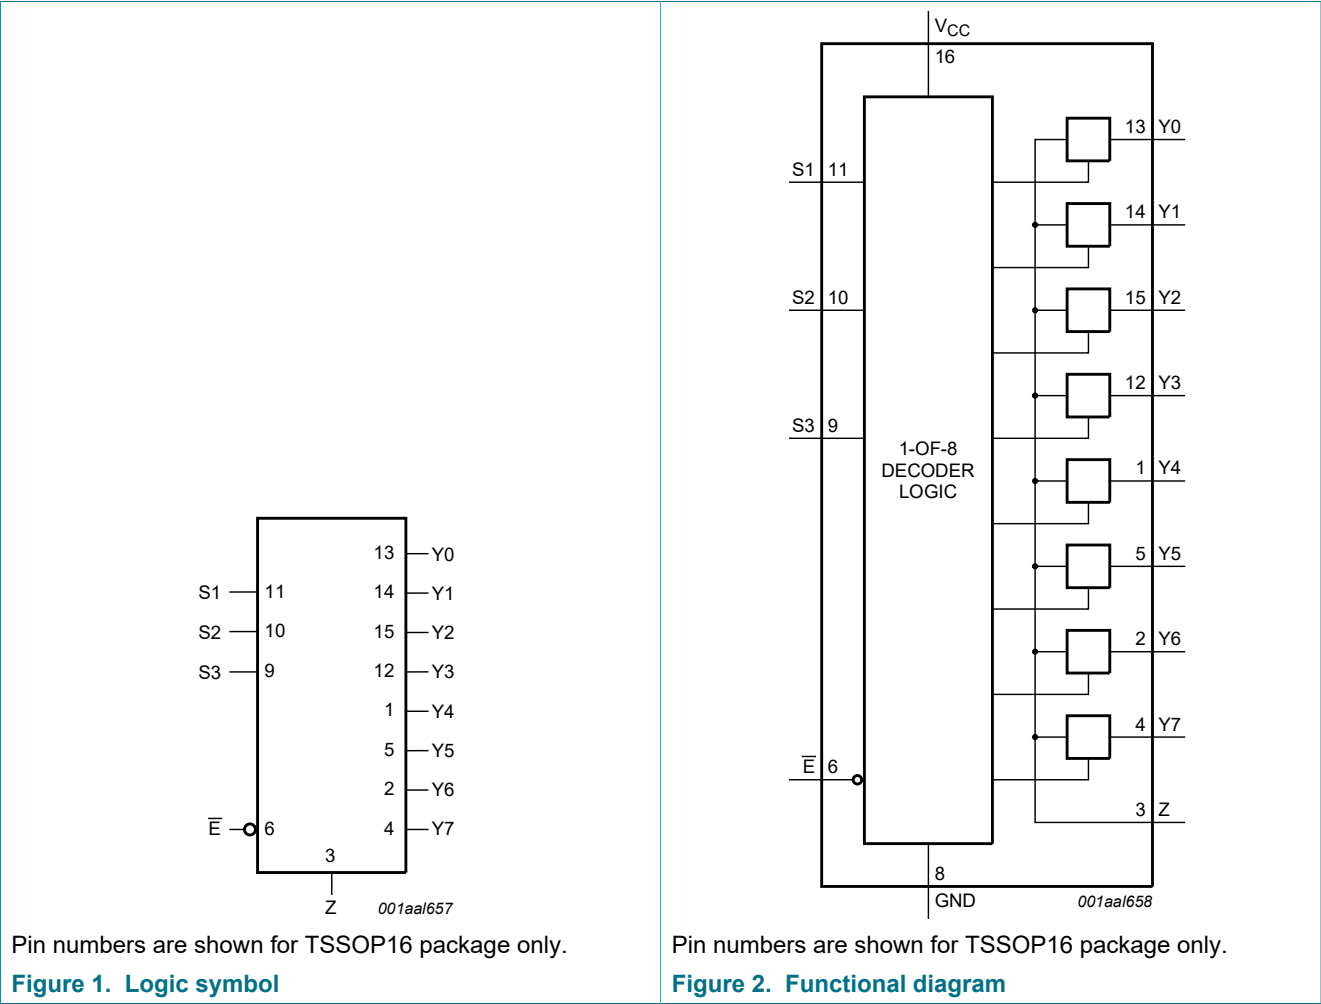 13 Y0
S1 11 14 Y1
S2 10 15 Y2
S3 9 12 Y3
1 Y4
5 Y5
2 Y6
E̅ 6 4 Y7
3
Z 001aal657
Pin numbers are shown for TSSOP16 package only.
Figure 1. Logic symbol
VCC
16
13 Y0
S1 11
14 Y1
S2 10 15 Y2
12 Y3
S3 9
1-OF-8
DECODER
LOGIC
1 Y4
5 Y5
2 Y6
4 Y7
E̅ 6
3 Z
8
GND 001aal658
Pin numbers are shown for TSSOP16 package only.
Figure 2. Functional diagram